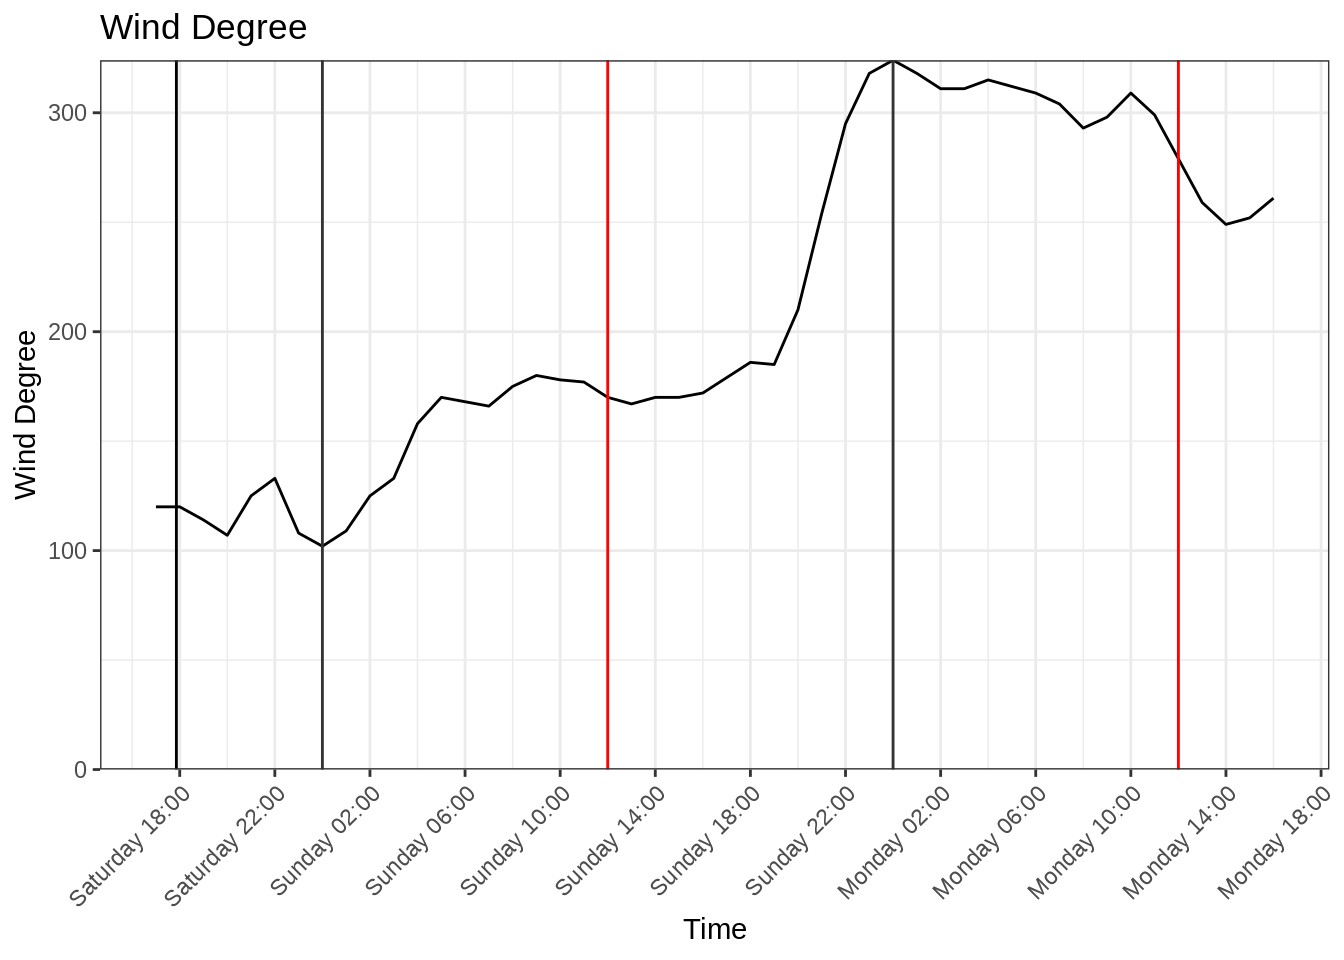 Wind Degree
Wind Degree
300
200
100
0
Saturday 18:00
Saturday 22:00
Sunday 02:00
Sunday 06:00
Sunday 10:00
Sunday 14:00
Sunday 18:00
Sunday 22:00
Monday 02:00
Monday 06:00
Monday 10:00
Monday 14:00
Monday 18:00
Time